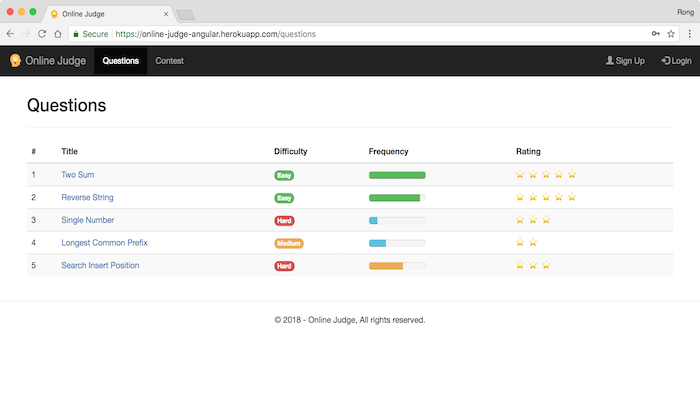 Online Judge
Rong
Secure https://online-judge-angular.herokuapp.com/questions
Online Judge Questions Contest Sign Up Login
Questions
# Title Difficulty Frequency Rating
1 Two Sum Easy
2 Reverse String Easy
3 Single Number Hard
4 Longest Common Prefix Medium
5 Search Insert Position Hard
© 2018 - Online Judge, All rights reserved.